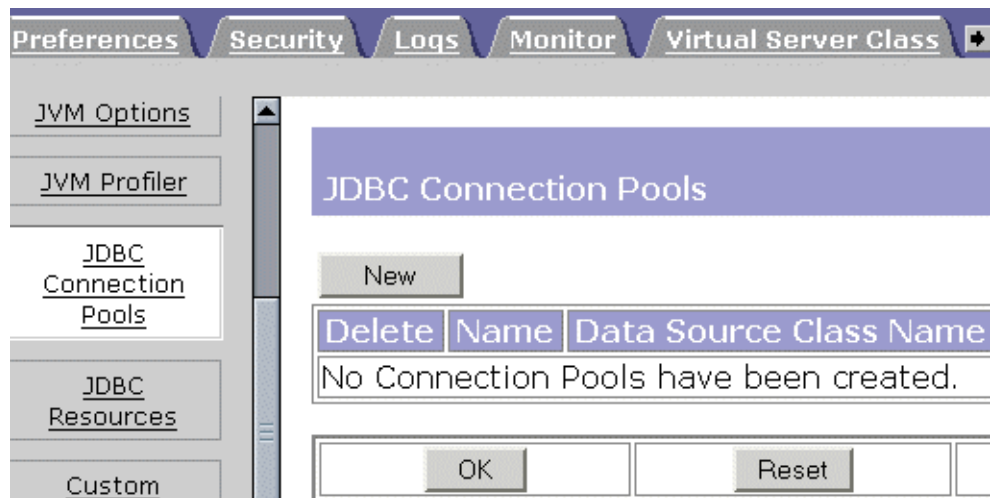 Preferences Security Logs Monitor Virtual Server Class
JVM Options
JVM Profiler
JDBC
Connection
Pools
JDBC
Resources
Custom
JDBC Connection Pools
New
Delete Name Data Source Class Name
No Connection Pools have been created.
OK Reset